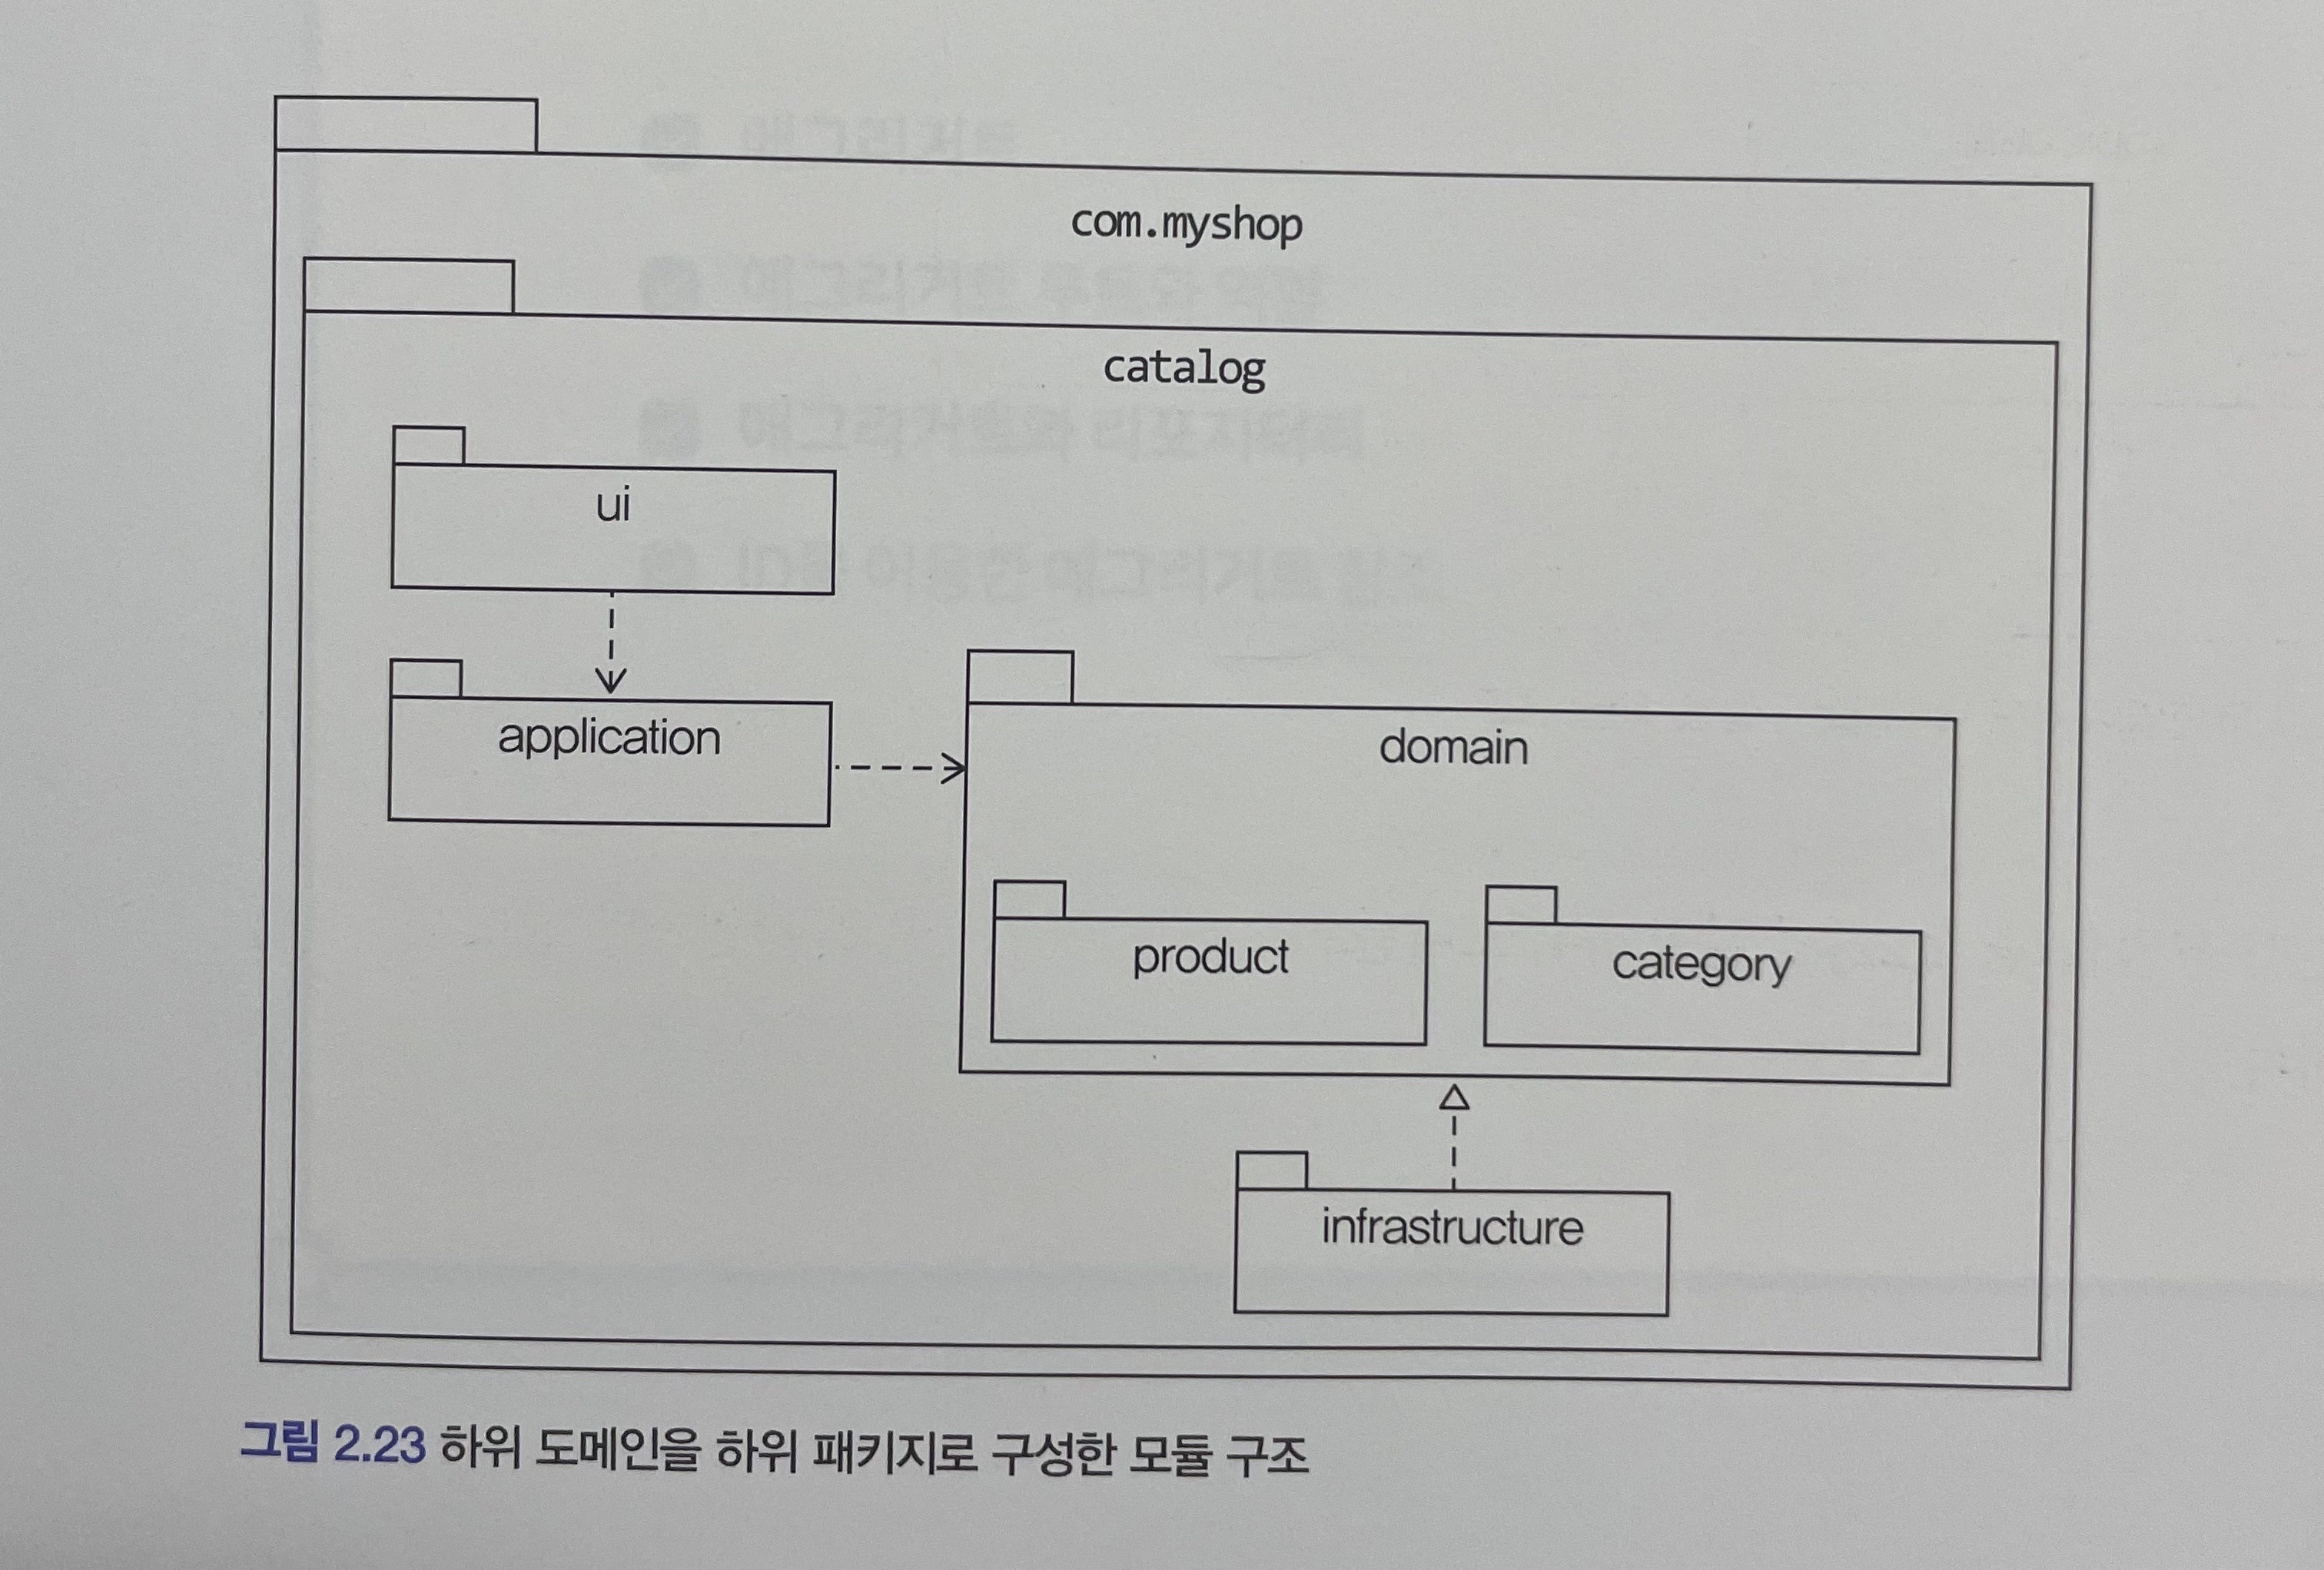 com.myshop
catalog
ui
application
domain
product
category
infrastructure
그림 2.23 하위 도메인을 하위 패키지로 구성한 모듈 구조